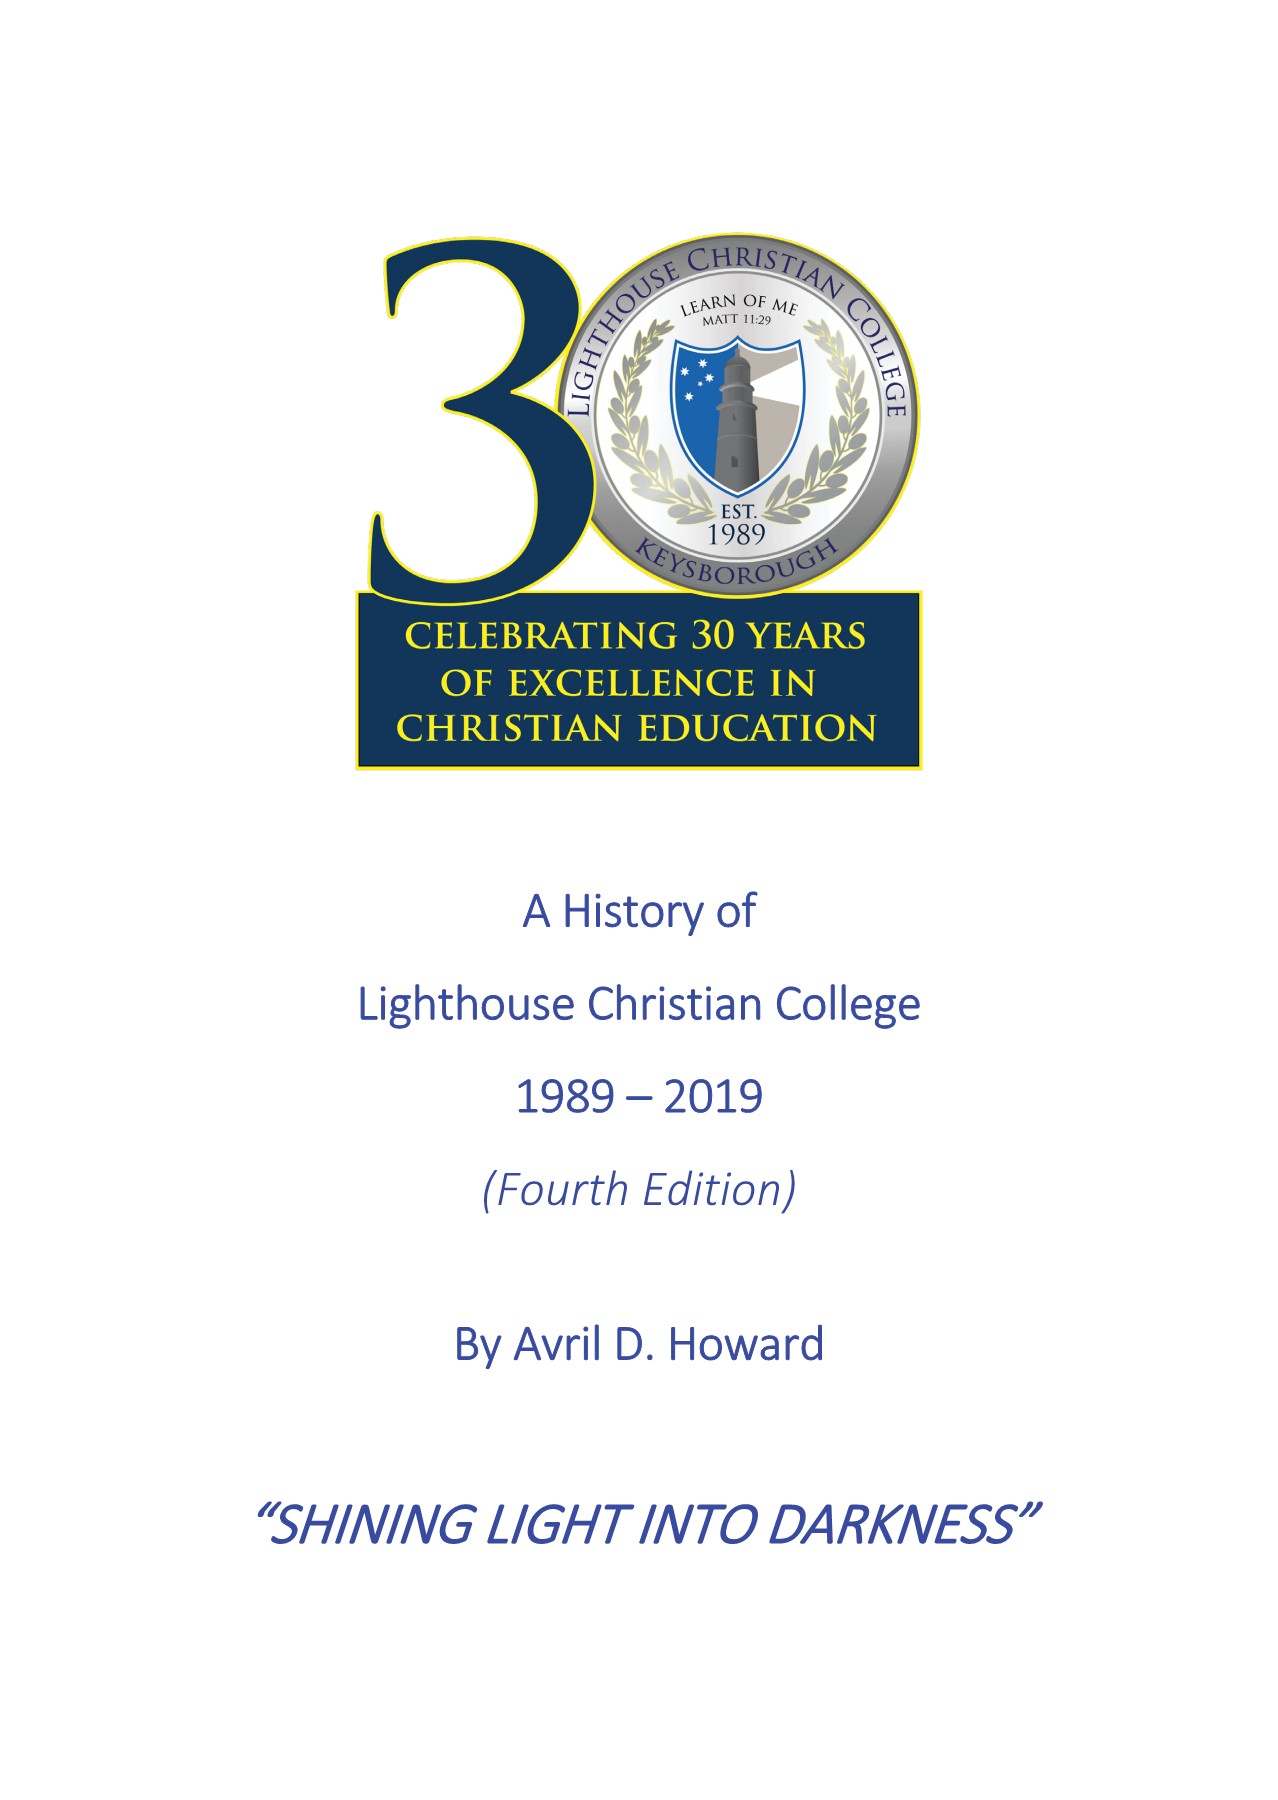 30
LIGHTHOUSE CHRISTIAN COLLEGE
LEARN OF ME
MATT 11:29
EST.
1989
KEYSBOROUGH
CELEBRATING 30 YEARS
OF EXCELLENCE IN
CHRISTIAN EDUCATION
A History of
Lighthouse Christian College
1989 – 2019
(Fourth Edition)
By Avril D. Howard
“SHINING LIGHT INTO DARKNESS”